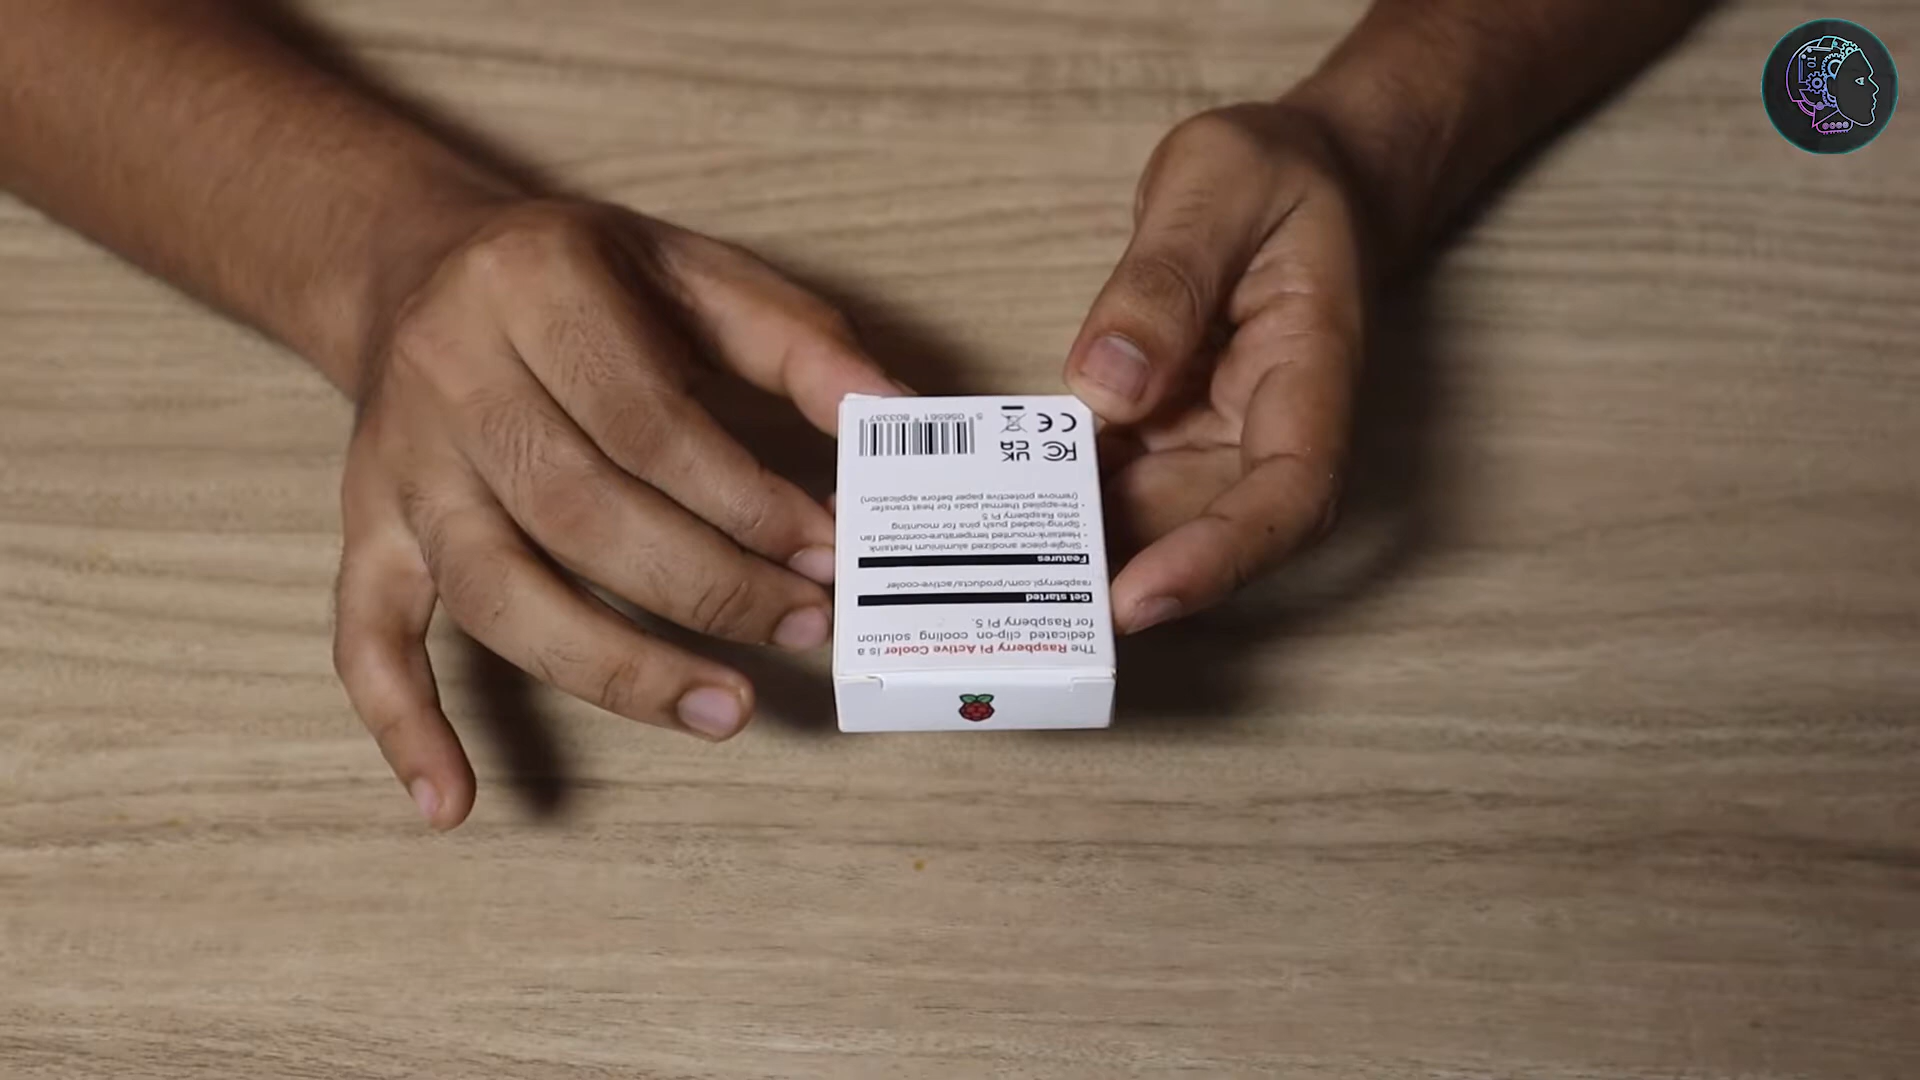 The Raspberry Pi Active Cooler is a
dedicated clip-on cooling solution
for Raspberry Pi 5.
Get started
raspberrypi.com/products/active-cooler
Features
• Single-piece anodized aluminium heatsink
• Heatsink-mounted temperature-controlled fan
• Spring-loaded push pins for mounting
onto Raspberry Pi 5
• Pre-applied thermal pads for heat transfer
(remove protective paper before application)
FC UK CA
CE
5 056561 803357